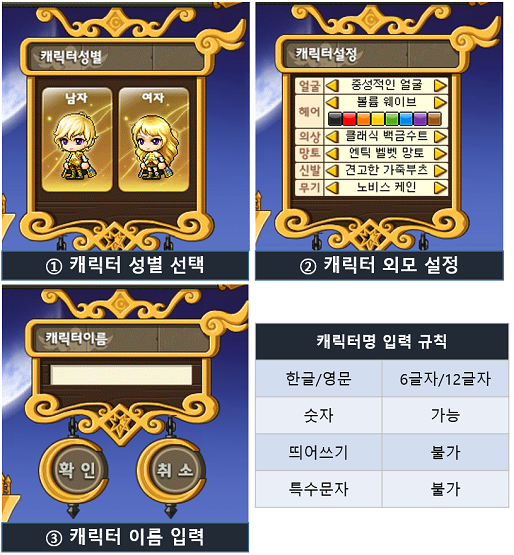 캐릭터성별
남자 여자
① 캐릭터 성별 선택
캐릭터설정
얼굴 중성적인 얼굴
헤어 볼륨 웨이브
의상 클래식 백금수트
망토 엔틱 벨벳 망토
신발 견고한 가죽부츠
무기 노비스 케인
② 캐릭터 외모 설정
캐릭터이름
확 인 취 소
③ 캐릭터 이름 입력
캐릭터명 입력 규칙
한글/영문 6글자/12글자
숫자 가능
띄어쓰기 불가
특수문자 불가